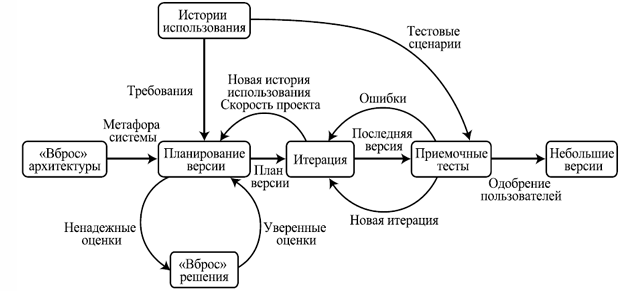 Истории
использования
Тестовые
сценарии
Требования
Новая история
использования
Скорость проекта
Ошибки
Метафора
системы
Последняя
версия
«Вброс»
архитектуры
Планирование
версии
План
версии
Итерация
Приемочные
тесты
Небольшие
версии
Одобрение
пользователей
Новая итерация
Ненадежные
оценки
Уверенные
оценки
«Вброс»
решения